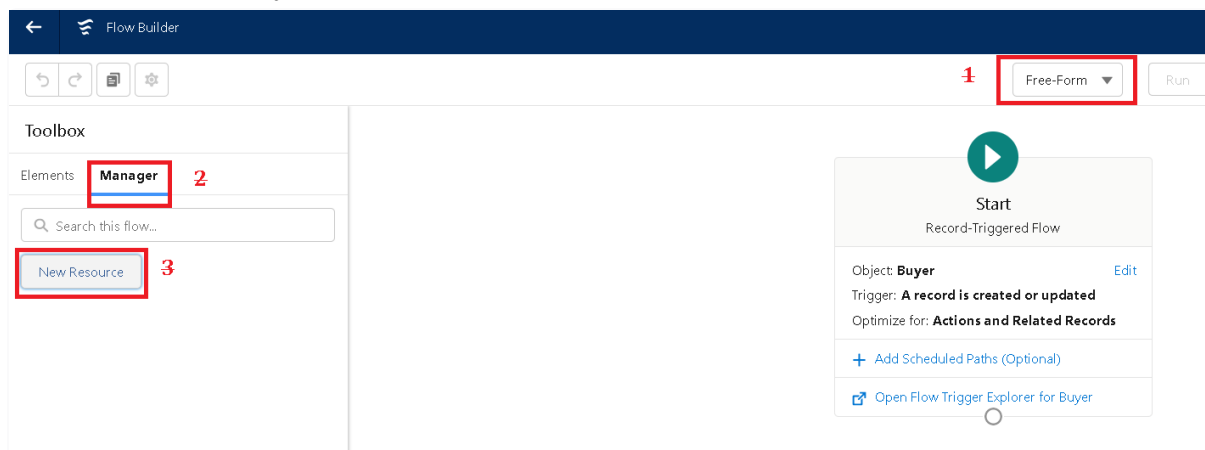 Flow Builder
1
Free-Form
Run
Toolbox
Elements
Manager
2
Search this flow...
New Resource
3
Start
Record-Triggered Flow
Object: Buyer
Edit
Trigger: A record is created or updated
Optimize for: Actions and Related Records
+ Add Scheduled Paths (Optional)
Open Flow Trigger Explorer for Buyer